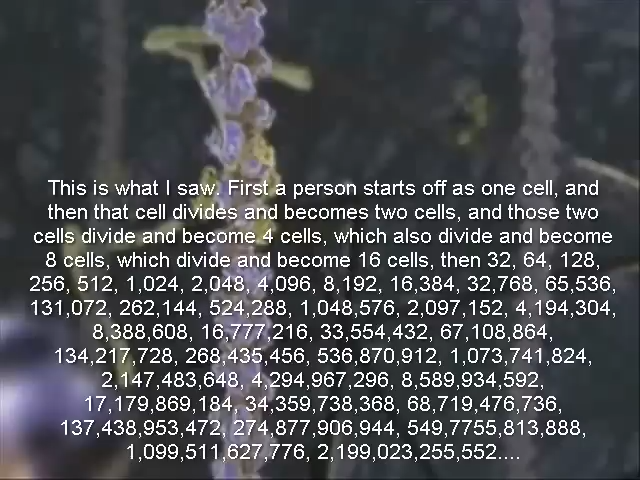 This is what I saw. First a person starts off as one cell, and
then that cell divides and becomes two cells, and those two
cells divide and become 4 cells, which also divide and become
8 cells, which divide and become 16 cells, then 32, 64, 128,
256, 512, 1,024, 2,048, 4,096, 8,192, 16,384, 32,768, 65,536,
131,072, 262,144, 524,288, 1,048,576, 2,097,152, 4,194,304,
8,388,608, 16,777,216, 33,554,432, 67,108,864,
134,217,728, 268,435,456, 536,870,912, 1,073,741,824,
2,147,483,648, 4,294,967,296, 8,589,934,592,
17,179,869,184, 34,359,738,368, 68,719,476,736,
137,438,953,472, 274,877,906,944, 549,7755,813,888,
1,099,511,627,776, 2,199,023,255,552....